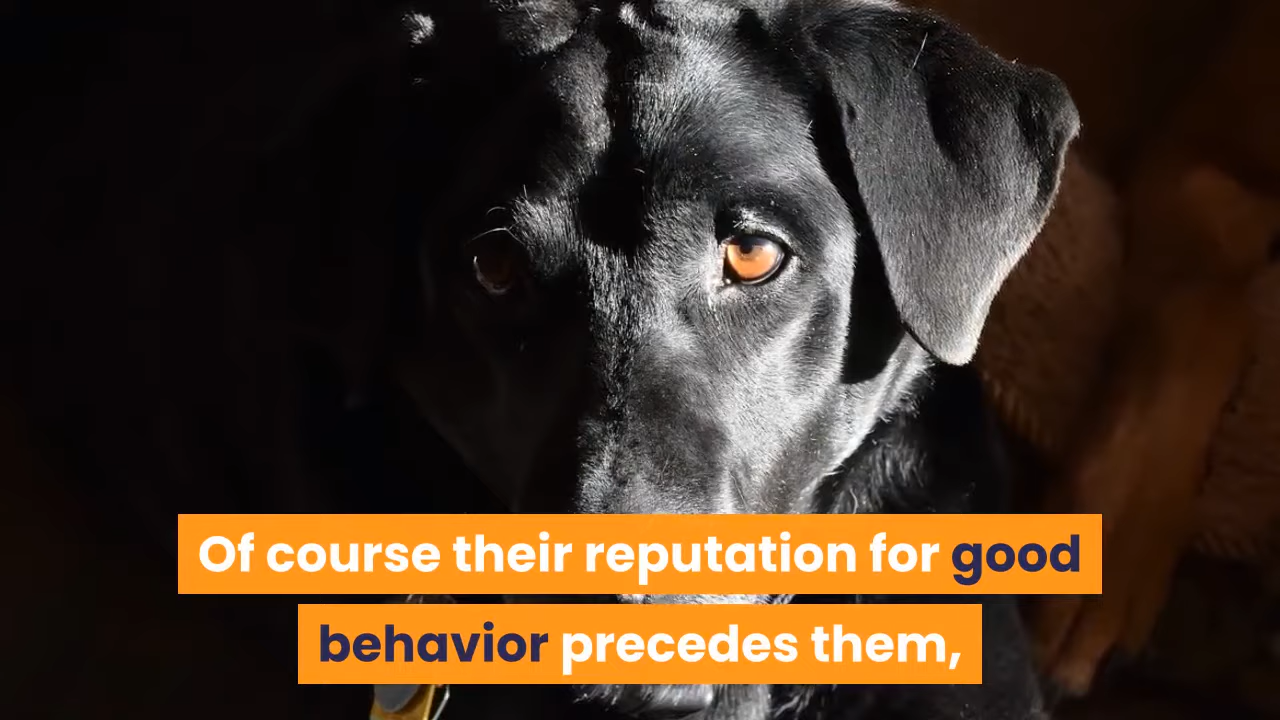 Of course their reputation for good
behavior precedes them,